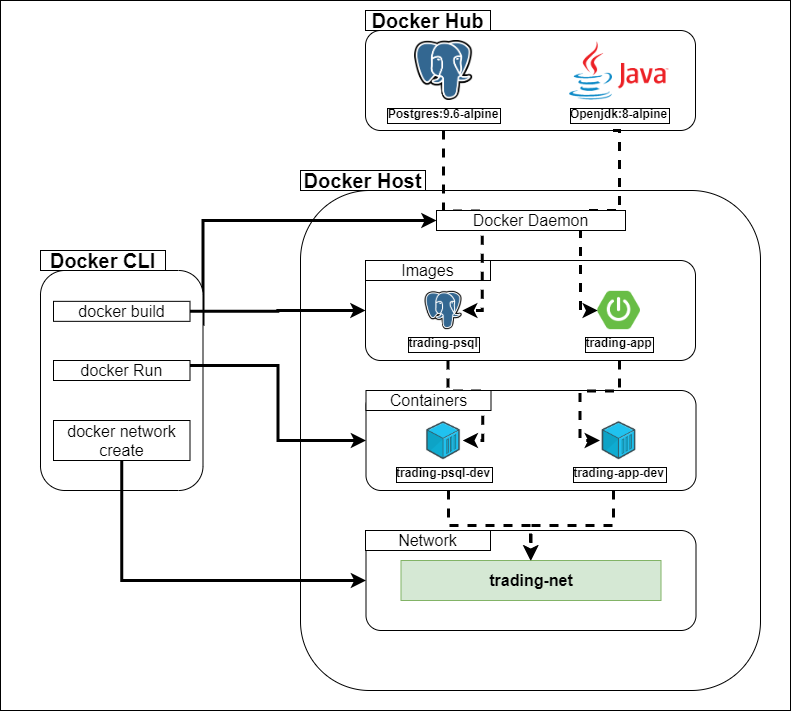 Docker Hub
Java
Postgres:9.6-alpine
Openjdk:8-alpine
Docker Host
Docker Daemon
Docker CLI
Images
docker build
trading-psql
trading-app
docker Run
Containers
docker network
create
trading-psql-dev
trading-app-dev
Network
trading-net